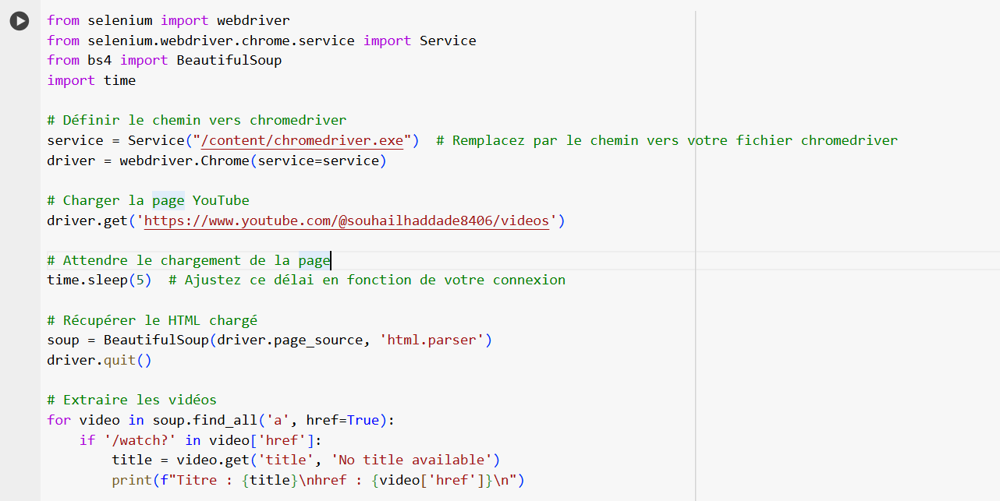 from selenium import webdriver
from selenium.webdriver.chrome.service import Service
from bs4 import BeautifulSoup
import time
# Définir le chemin vers chromedriver
service = Service("/content/chromedriver.exe")  # Remplacez par le chemin vers votre fichier chromedriver
driver = webdriver.Chrome(service=service)
# Charger la page YouTube
driver.get('https://www.youtube.com/@souhailhaddade8406/videos')
# Attendre le chargement de la page
time.sleep(5)  # Ajustez ce délai en fonction de votre connexion
# Récupérer le HTML chargé
soup = BeautifulSoup(driver.page_source, 'html.parser')
driver.quit()
# Extraire les vidéos
for video in soup.find_all('a', href=True):
    if '/watch?' in video['href']:
        title = video.get('title', 'No title available')
        print(f"Titre : {title}\nhref : {video['href']}\n")